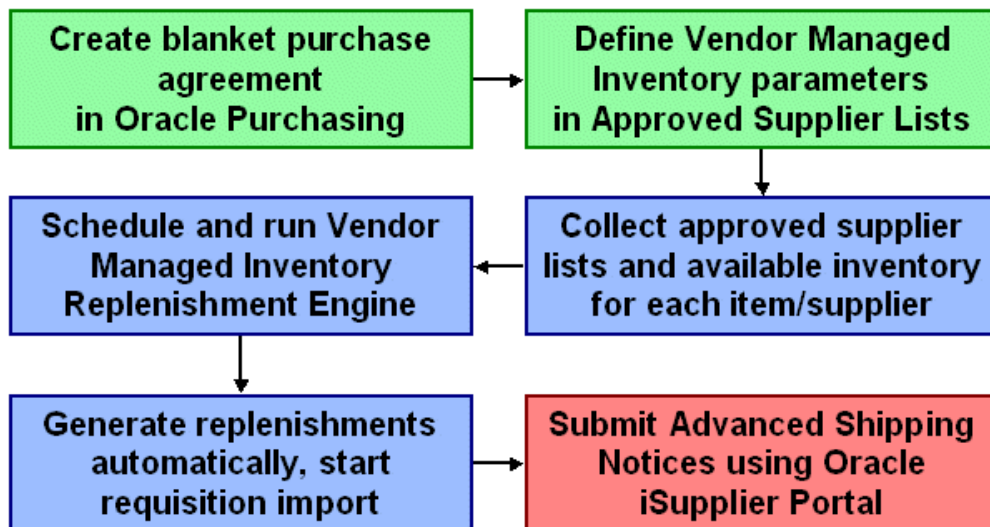 Create blanket purchase
agreement
in Oracle Purchasing
Define Vendor Managed
Inventory parameters
in Approved Supplier Lists
Collect approved supplier
lists and available inventory
for each item/supplier
Schedule and run Vendor
Managed Inventory
Replenishment Engine
Generate replenishments
automatically, start
requisition import
Submit Advanced Shipping
Notices using Oracle
iSupplier Portal